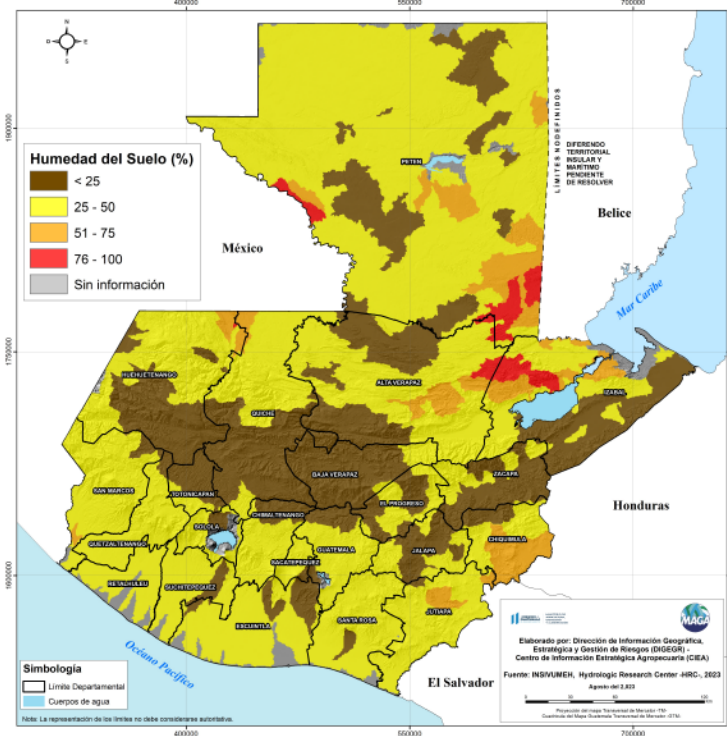 400000
550000
700000
N
E
S
1900000
LÍMITES NO DEFINIDOS
DIFERENDO
TERRITORIAL
INSULAR Y
MARÍTIMO
PENDIENTE
DE RESOLVER
Humedad del Suelo (%)
< 25
25 - 50
51 - 75
76 - 100
Sin información
PETEN
Belice
México
Mar Caribe
HUEHUETENANGO
ALTA VERAPAZ
IZABAL
QUICHÉ
BAJA VERAPAZ
ZACAPA
SAN MARCOS
TOTONICAPAN
EL PROGRESO
Honduras
CHIMALTENANGO
SOLOLA
QUETZALTENANGO
GUATEMALA
JALAPA
CHIQUIMULA
SACATEPEQUEZ
RETALHULEU
SUCHITEPEQUEZ
ESCUINTLA
SANTA ROSA
JUTIAPA
Océano Pacífico
El Salvador
Simbología
Límite Departamental
Cuerpos de agua
Nota: La representación de los límites no debe considerarse autoritativa.
MAGA
Elaborado por: Dirección de Información Geográfica,
Estratégica y Gestión de Riesgos (DIGEGR) -
Centro de Información Estratégica Agropecuaria (CIEA)
Fuente: INSIVUMEH, Hydrologic Research Center -HRC-, 2023
Agosto del 2,023
400000
550000
700000